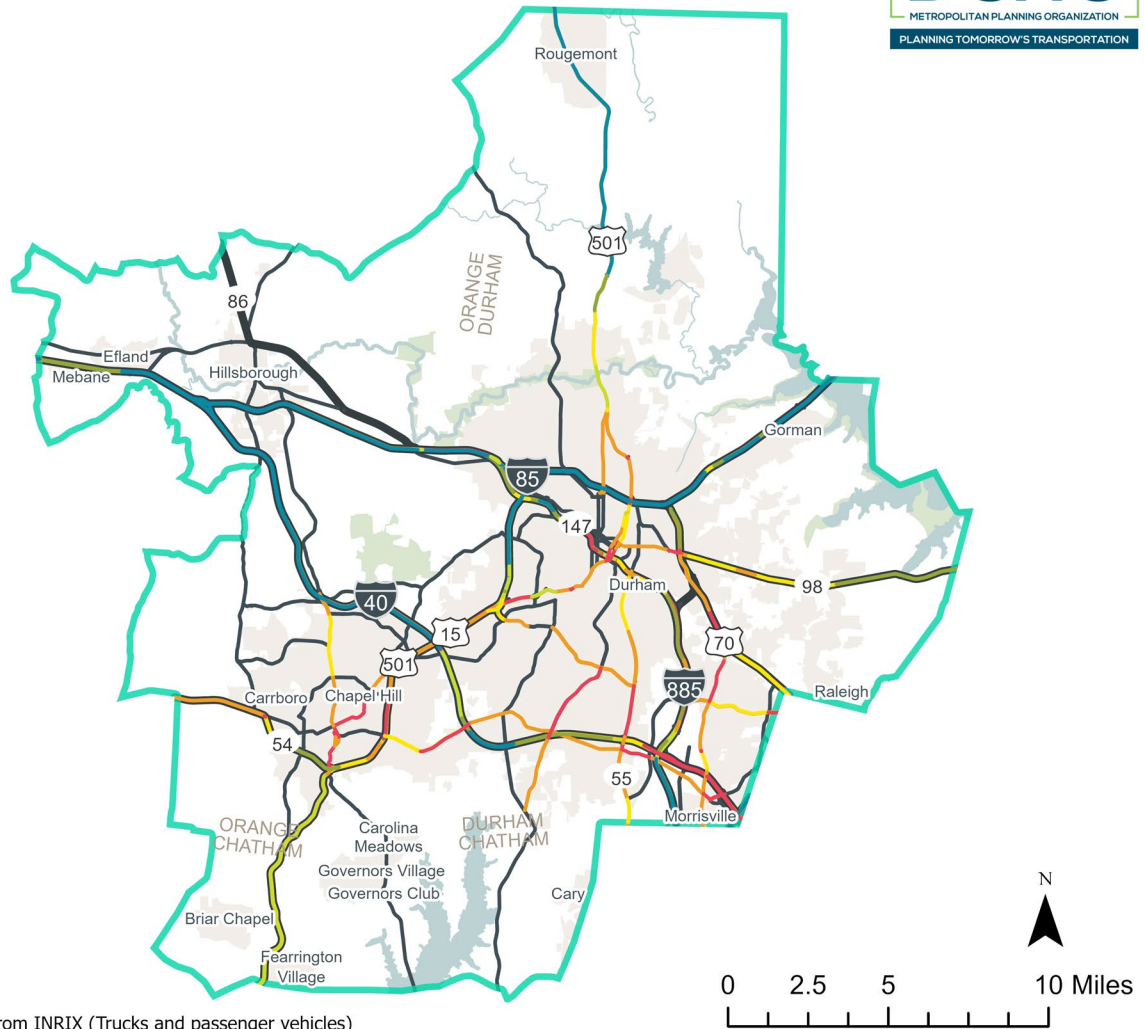 METROPOLITAN PLANNING ORGANIZATION
PLANNING TOMORROW'S TRANSPORTATION
Rougemont
501
ORANGE
DURHAM
86
Efland
Mebane
Hillsborough
Gorman
85
147
Durham
98
40
15
70
501
885
Raleigh
Carrboro
Chapel Hill
54
55
Morrisville
ORANGE
CHATHAM
Carolina
Meadows
DURHAM
CHATHAM
Governors Village
Governors Club
Cary
Briar Chapel
Fearrington
Village
N
0 2.5 5 10 Miles
rom INRIX (Trucks and passenger vehicles)